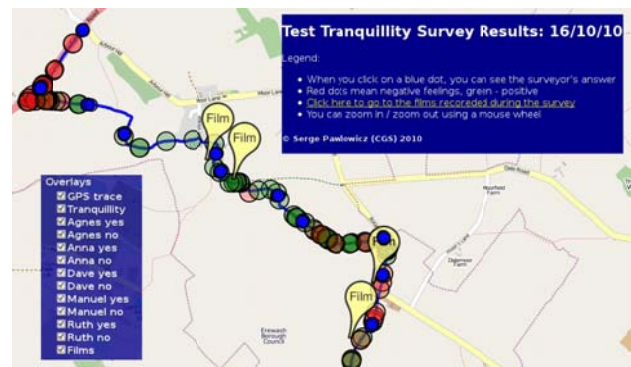 Test Tranquillity Survey Results: 16/10/10
Legend:
When you click on a blue dot, you can see the surveyor's answer
Red dots mean negative feelings, green - positive
Click here to go to the films recoreded during the survey
You can zoom in / zoom out using a mouse wheel
© Serge Pawlowicz (CGS) 2010
Moor Lane
Film
Film
Film
Film
Overlays
GPS trace
Tranquillity
Agnes yes
Agnes no
Anna yes
Anna no
Dave yes
Dave no
Manuel yes
Manuel no
Ruth yes
Ruth no
Films
Dale Road
Moorfield
Farm
Farm
Erewash
Borough
Council